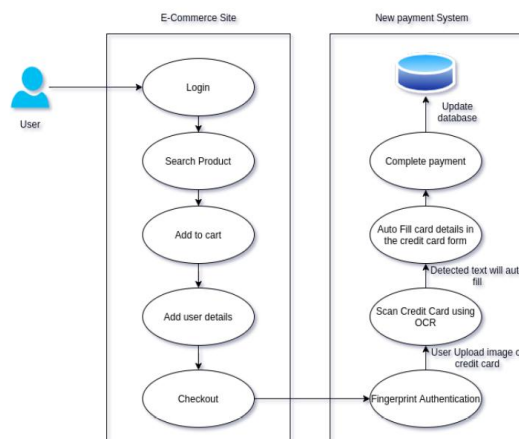 E-Commerce Site
New payment System
User
Login
Search Product
Add to cart
Add user details
Checkout
Update
database
Complete payment
Auto Fill card details in
the credit card form
Detected text will aut
fill
Scan Credit Card using
OCR
User Upload image o
credit card
Fingerprint Authentication